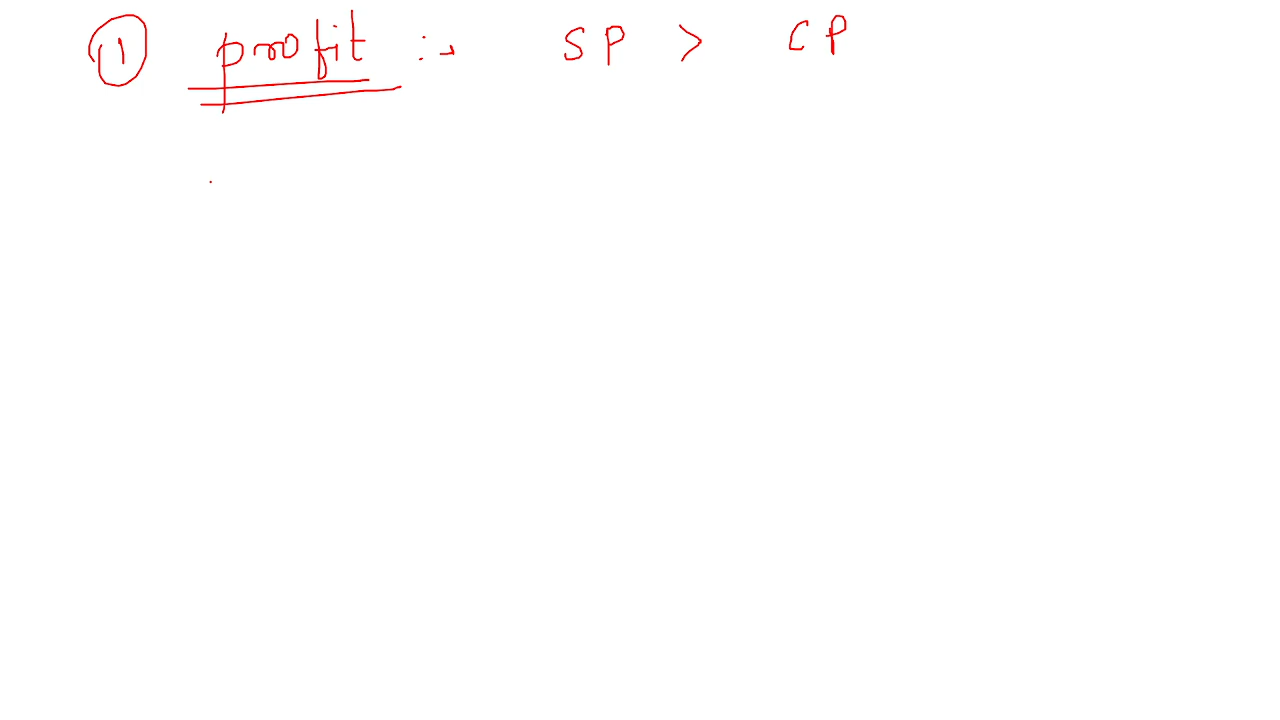 ① profit :→ SP > CP